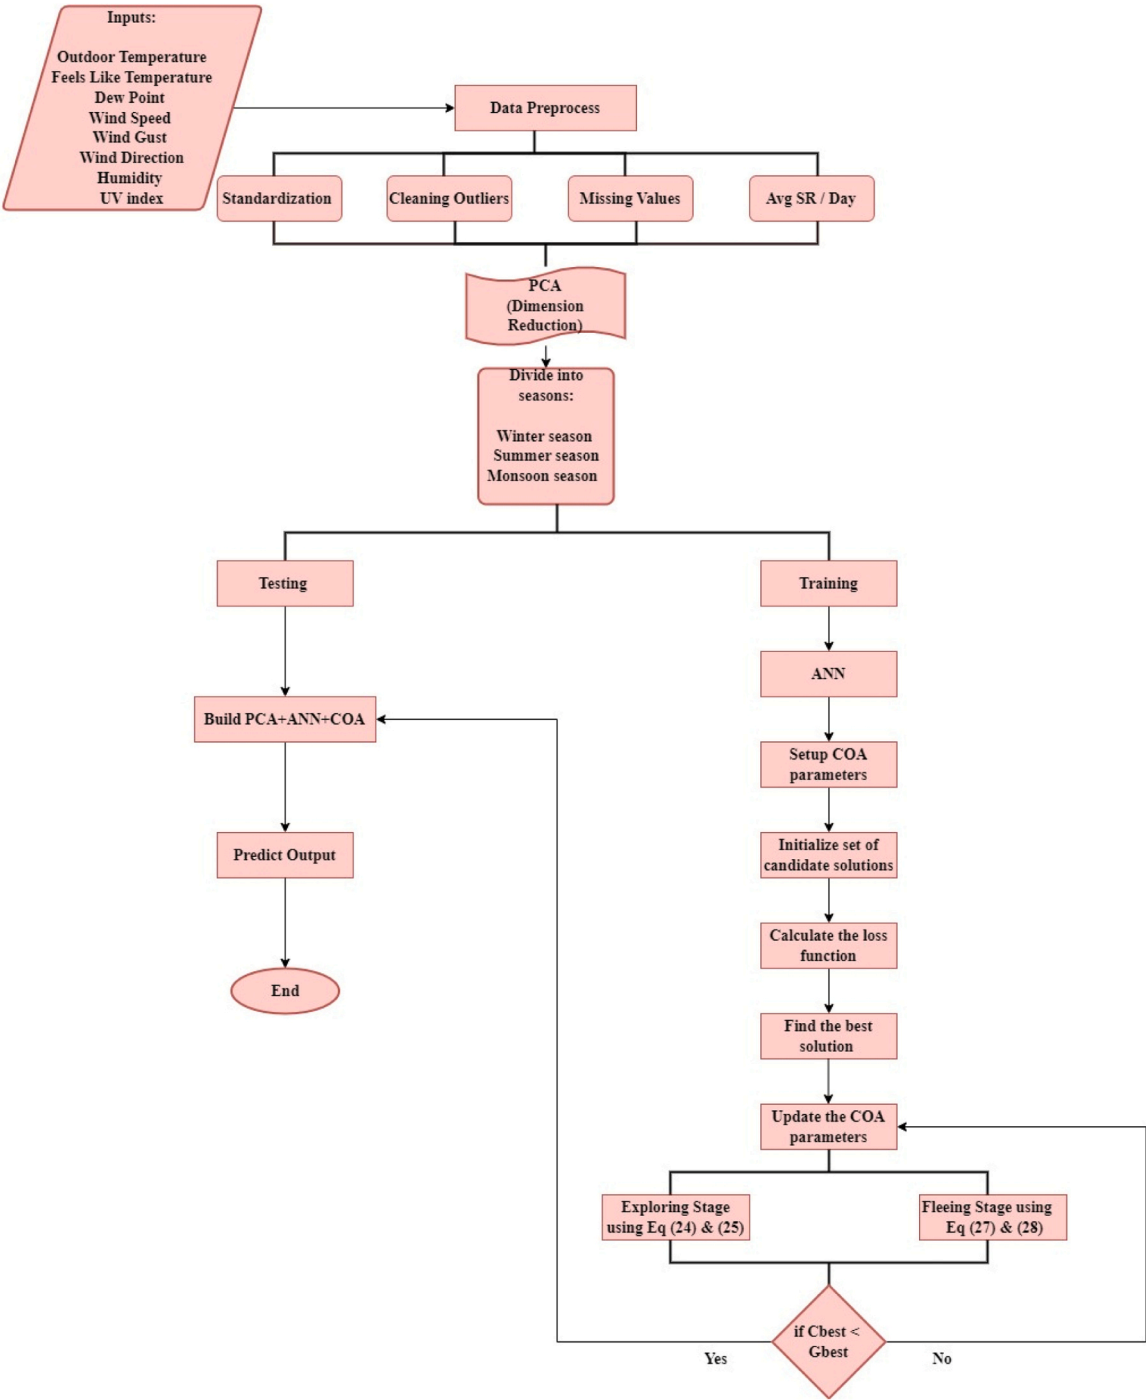 Inputs:
Outdoor Temperature
Feels Like Temperature
Dew Point
Wind Speed
Wind Gust
Wind Direction
Humidity
UV index
Data Preprocess
Standardization
Cleaning Outliers
Missing Values
Avg SR / Day
PCA
(Dimension
Reduction)
Divide into
seasons:
Winter season
Summer season
Monsoon season
Testing
Training
ANN
Build PCA+ANN+COA
Setup COA
parameters
Predict Output
Initialize set of
candidate solutions
Calculate the loss
function
End
Find the best
solution
Update the COA
parameters
Exploring Stage
using Eq (24) & (25)
Fleeing Stage using
Eq (27) & (28)
if Cbest <
Gbest
Yes
No